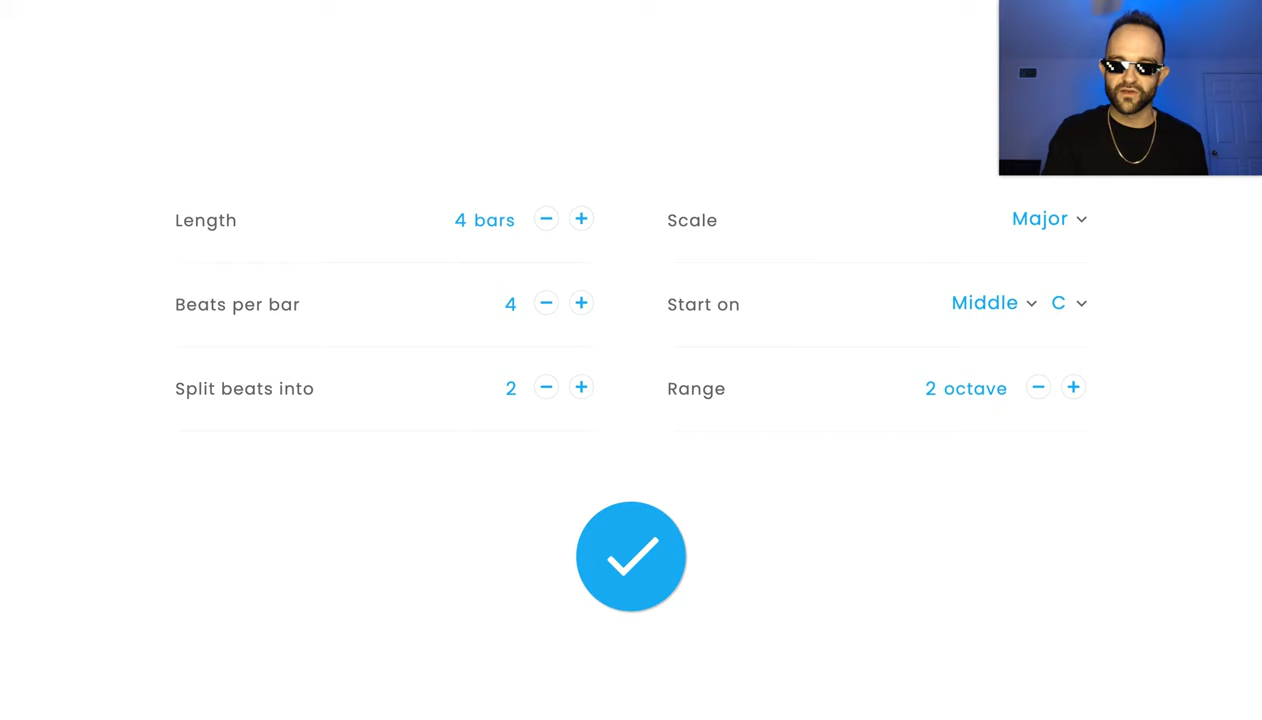 Length 4 bars − +
Scale Major
Beats per bar 4 − +
Start on Middle C
Split beats into 2 − +
Range 2 octave − +